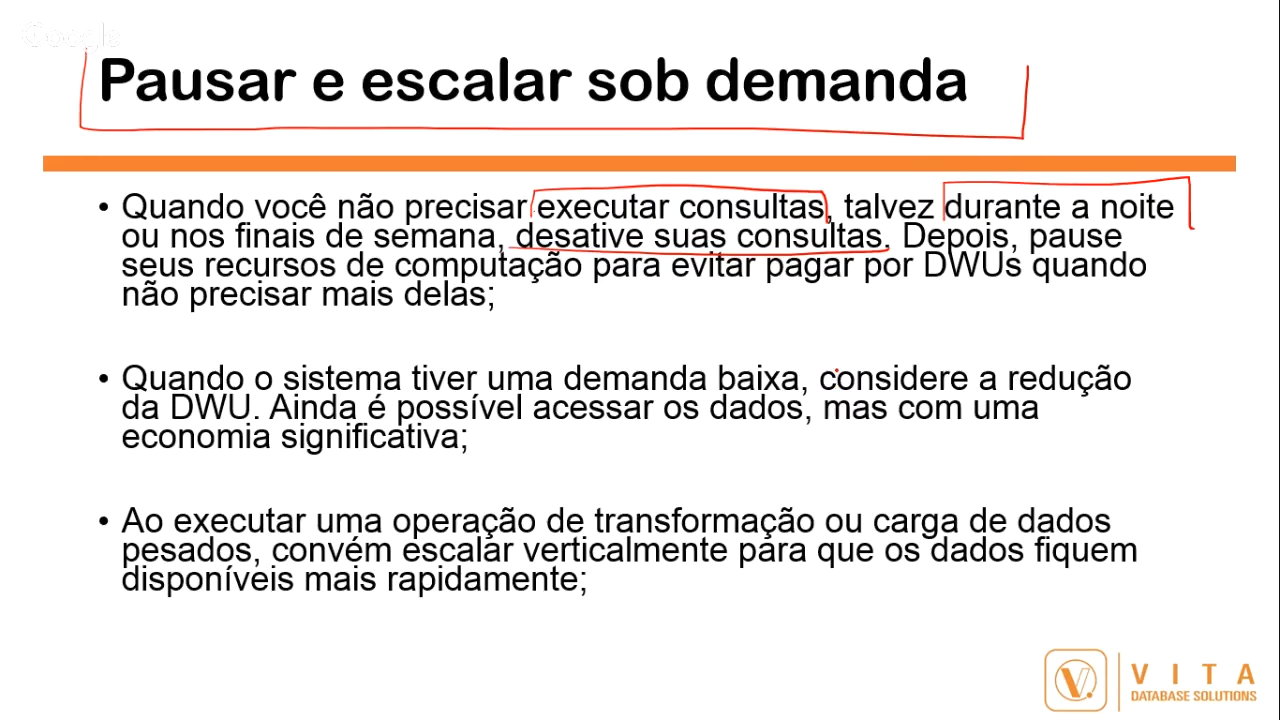 Google
Pausar e escalar sob demanda
• Quando você não precisar executar consultas, talvez durante a noite
ou nos finais de semana, desative suas consultas. Depois, pause
seus recursos de computação para evitar pagar por DWUs quando
não precisar mais delas;
• Quando o sistema tiver uma demanda baixa, considere a redução
da DWU. Ainda é possível acessar os dados, mas com uma
economia significativa;
• Ao executar uma operação de transformação ou carga de dados
pesados, convém escalar verticalmente para que os dados fiquem
disponíveis mais rapidamente;
V.
VITA
DATABASE SOLUTIONS